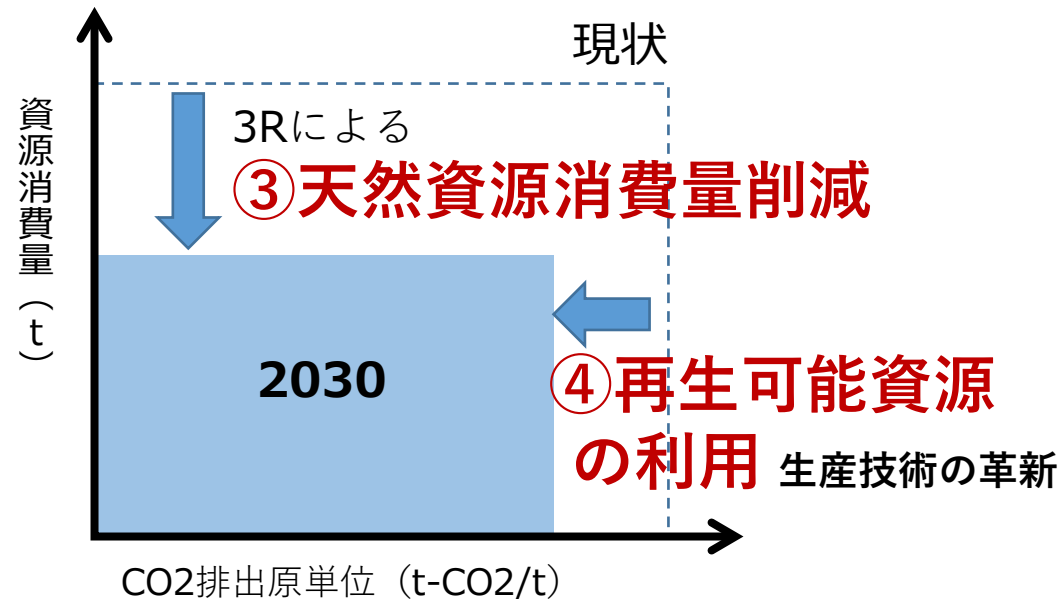 現状
資源消費量（t）
3Rによる
③天然資源消費量削減
2030
④再生可能資源
の利用 生産技術の革新
CO2排出原単位（t-CO2/t）